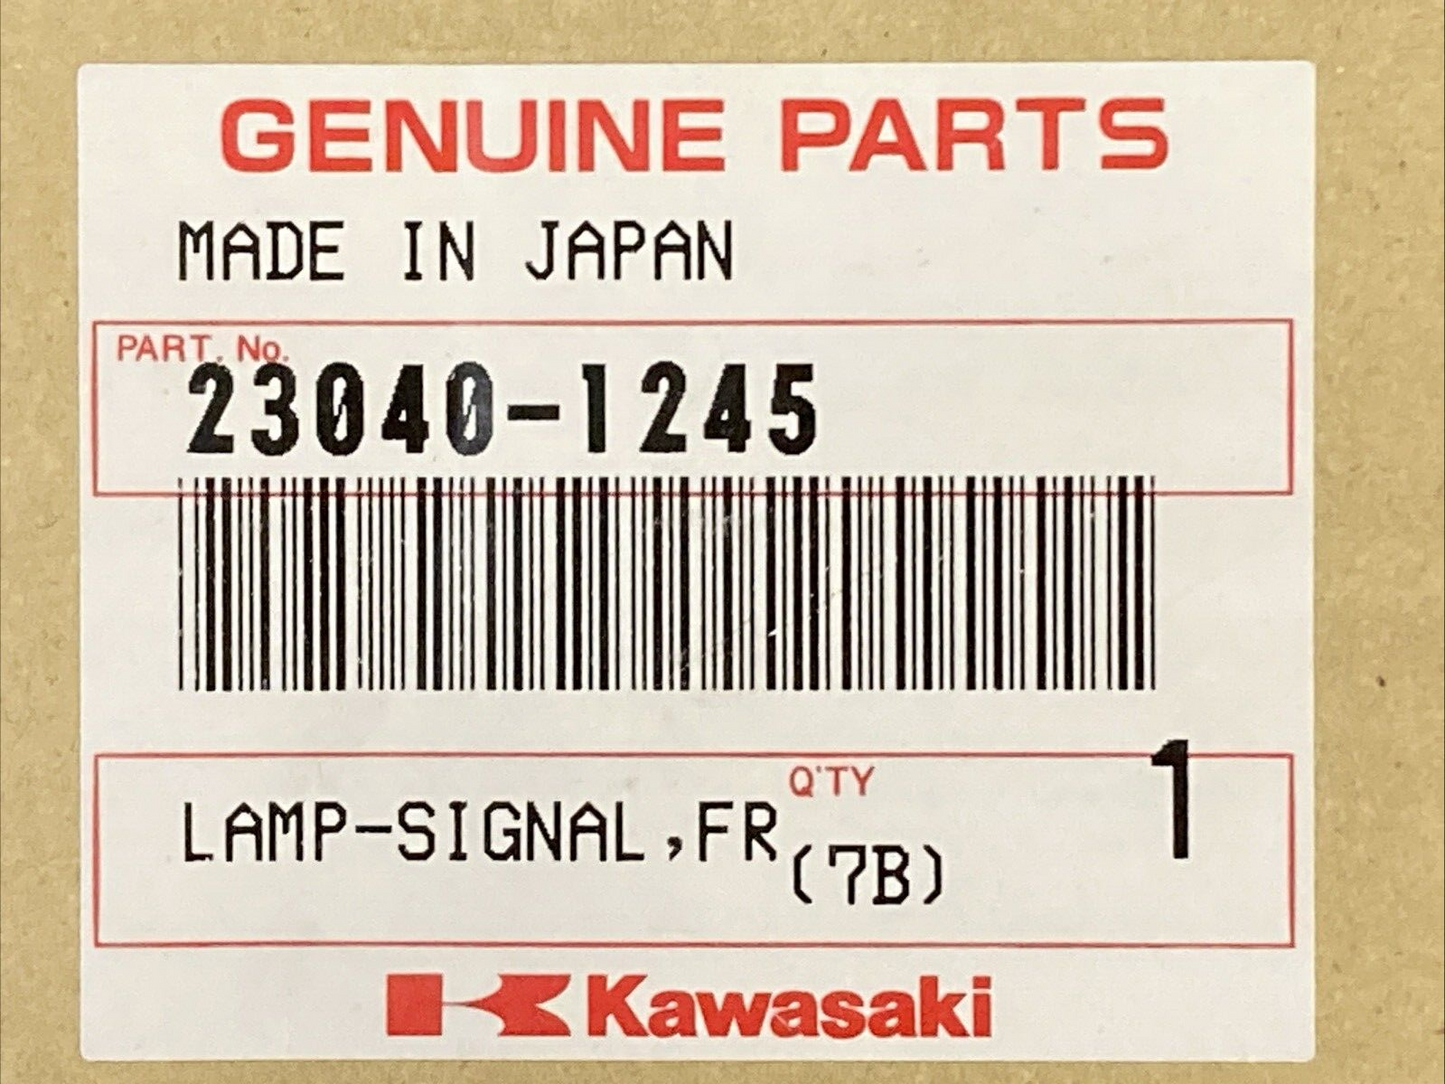 GENUINE PARTS
MADE IN JAPAN
PART. No.
23040-1245
Q'TY
1
LAMP-SIGNAL,FR
(7B)
Kawasaki